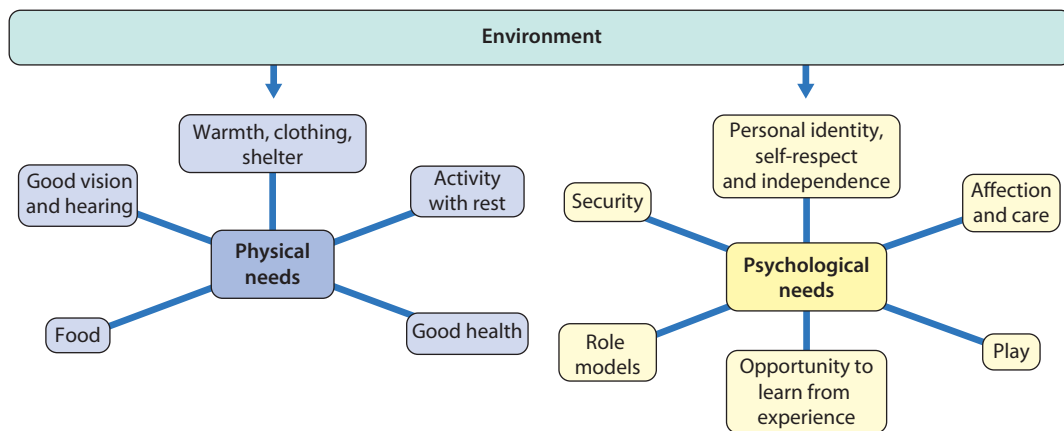 Environment
Warmth, clothing,
shelter
Good vision
and hearing
Activity
with rest
Physical
needs
Food
Good health
Personal identity,
self-respect
and independence
Security
Affection
and care
Psychological
needs
Role
models
Opportunity to
learn from
experience
Play